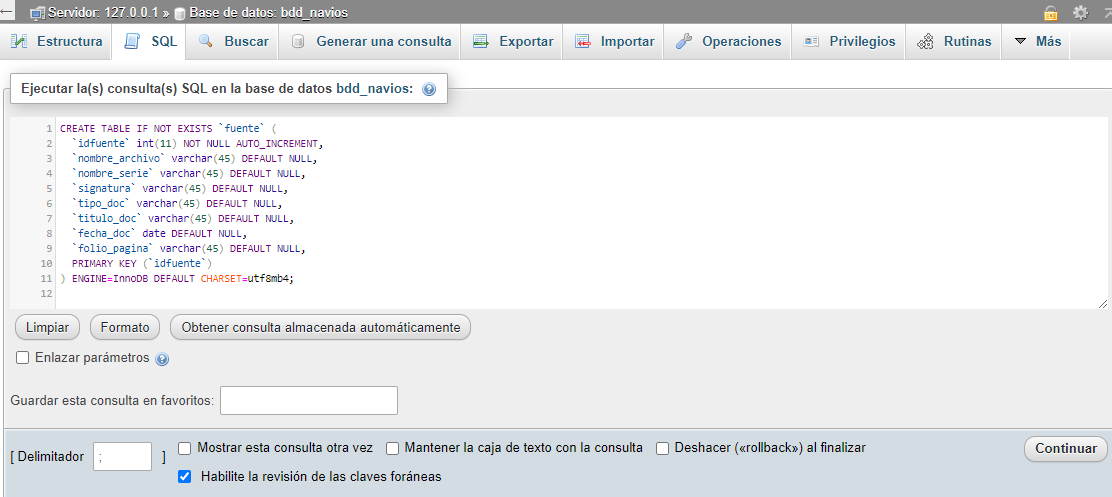 Servidor: 127.0.0.1 » Base de datos: bdd_navios
Estructura SQL Buscar Generar una consulta Exportar Importar Operaciones Privilegios Rutinas Más
Ejecutar la(s) consulta(s) SQL en la base de datos bdd_navios:
1 CREATE TABLE IF NOT EXISTS `fuente` (
2 `idfuente` int(11) NOT NULL AUTO_INCREMENT,
3 `nombre_archivo` varchar(45) DEFAULT NULL,
4 `nombre_serie` varchar(45) DEFAULT NULL,
5 `signatura` varchar(45) DEFAULT NULL,
6 `tipo_doc` varchar(45) DEFAULT NULL,
7 `titulo_doc` varchar(45) DEFAULT NULL,
8 `fecha_doc` date DEFAULT NULL,
9 `folio_pagina` varchar(45) DEFAULT NULL,
10 PRIMARY KEY (`idfuente`)
11 ) ENGINE=InnoDB DEFAULT CHARSET=utf8mb4;
12
Limpiar Formato Obtener consulta almacenada automáticamente
Enlazar parámetros
Guardar esta consulta en favoritos:
[ Delimitador ; ] Mostrar esta consulta otra vez Mantener la caja de texto con la consulta Deshacer («rollback») al finalizar Continuar
Habilite la revisión de las claves foráneas